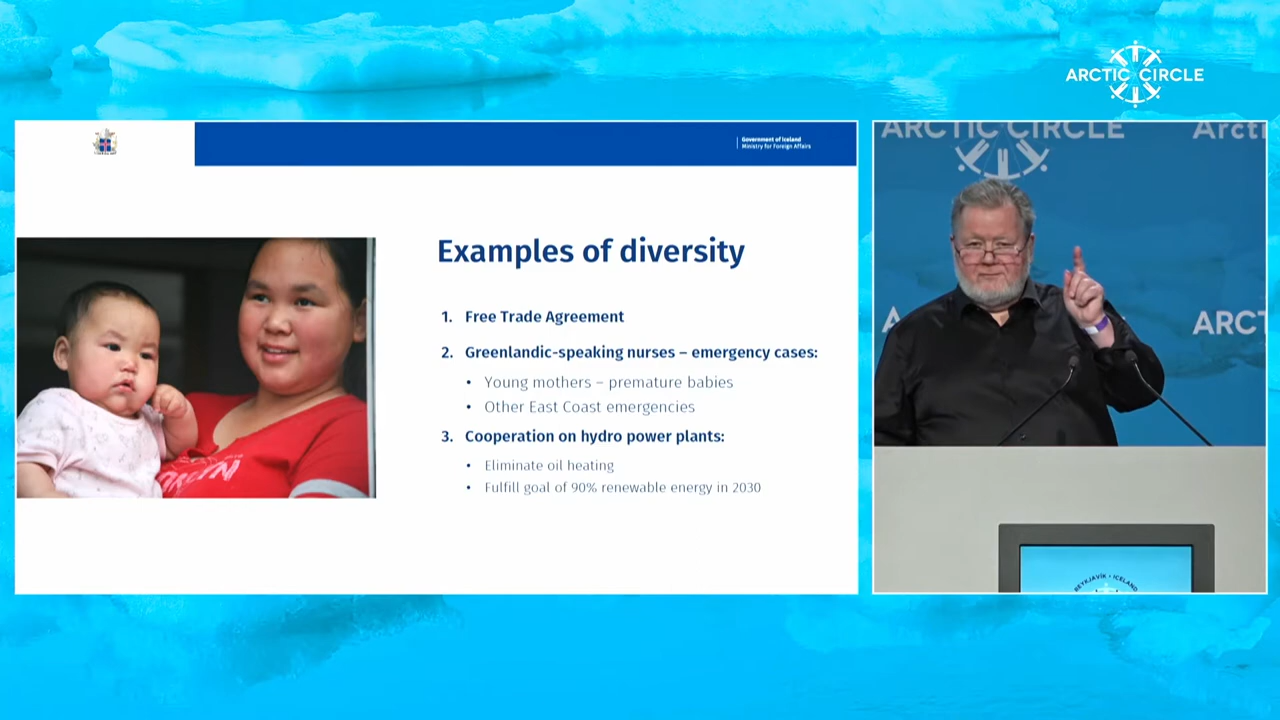 ARCTIC CIRCLE
Government of Iceland
Ministry for Foreign Affairs
Examples of diversity
1. Free Trade Agreement
2. Greenlandic-speaking nurses – emergency cases:
• Young mothers – premature babies
• Other East Coast emergencies
3. Cooperation on hydro power plants:
• Eliminate oil heating
• Fulfill goal of 90% renewable energy in 2030
ARCTIC CIRCLE
Arcti
A
ARCT
REYKJAVÍK • ICELAND